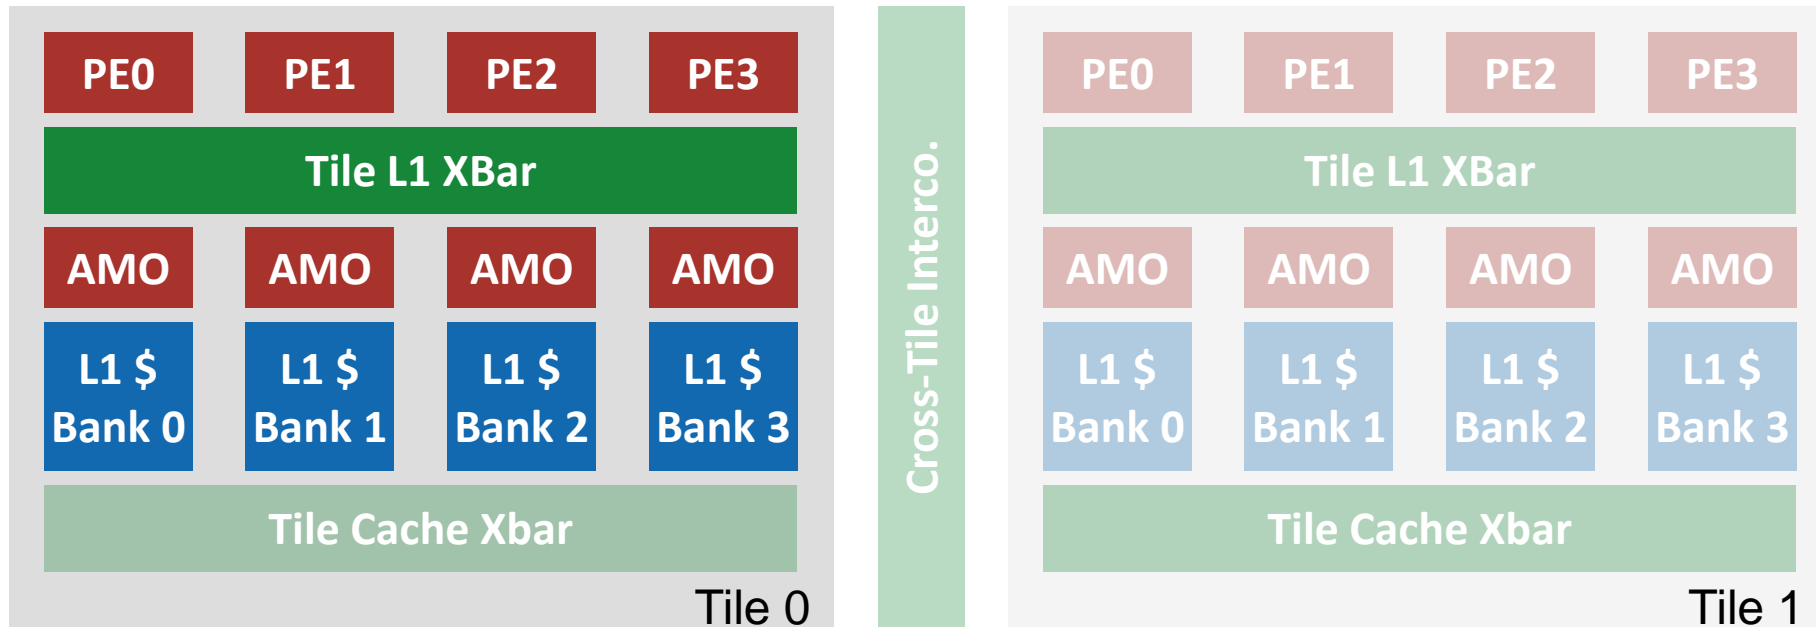 PE0 PE1 PE2 PE3
Tile L1 XBar
AMO AMO AMO AMO
L1 $ L1 $ L1 $ L1 $
Bank 0 Bank 1 Bank 2 Bank 3
Tile Cache Xbar
Tile 0
Cross-Tile Interco.
PE0 PE1 PE2 PE3
Tile L1 XBar
AMO AMO AMO AMO
L1 $ L1 $ L1 $ L1 $
Bank 0 Bank 1 Bank 2 Bank 3
Tile Cache Xbar
Tile 1